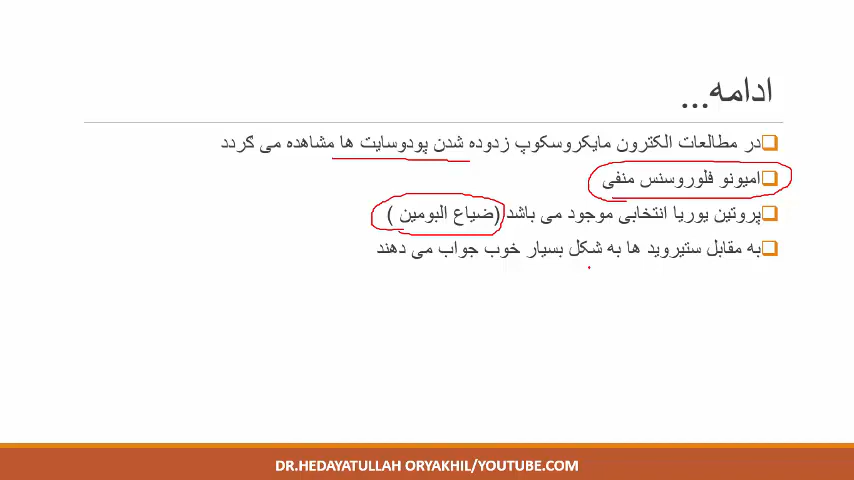 ادامه...
در مطالعات الکترون مایکروسکوپ زدوده شدن پودوسایت ها مشاهده می گردد
امیونو فلوروسنس منفی
پروتین یوریا انتخابی موجود می باشد (ضیاع البومین )
به مقابل ستیروید ها به شکل بسیار خوب جواب می دهند
DR.HEDAYATULLAH ORYAKHIL/YOUTUBE.COM